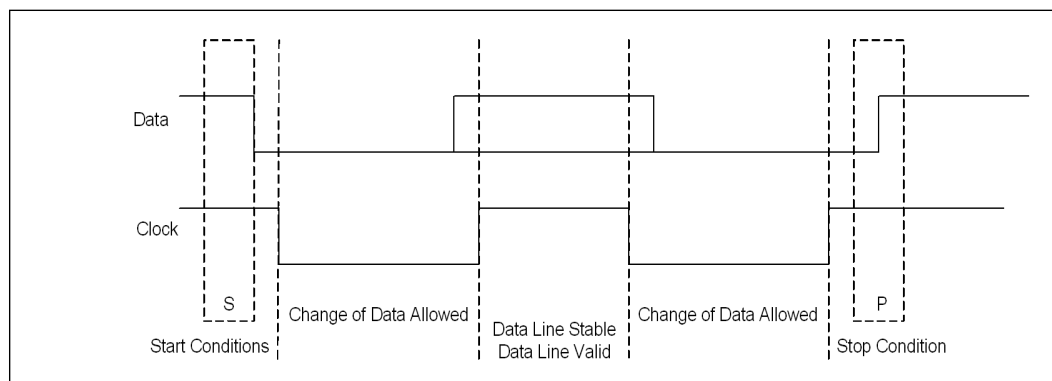 Data
Clock
S
P
Change of Data Allowed
Data Line Stable
Data Line Valid
Change of Data Allowed
Start Conditions
Stop Condition